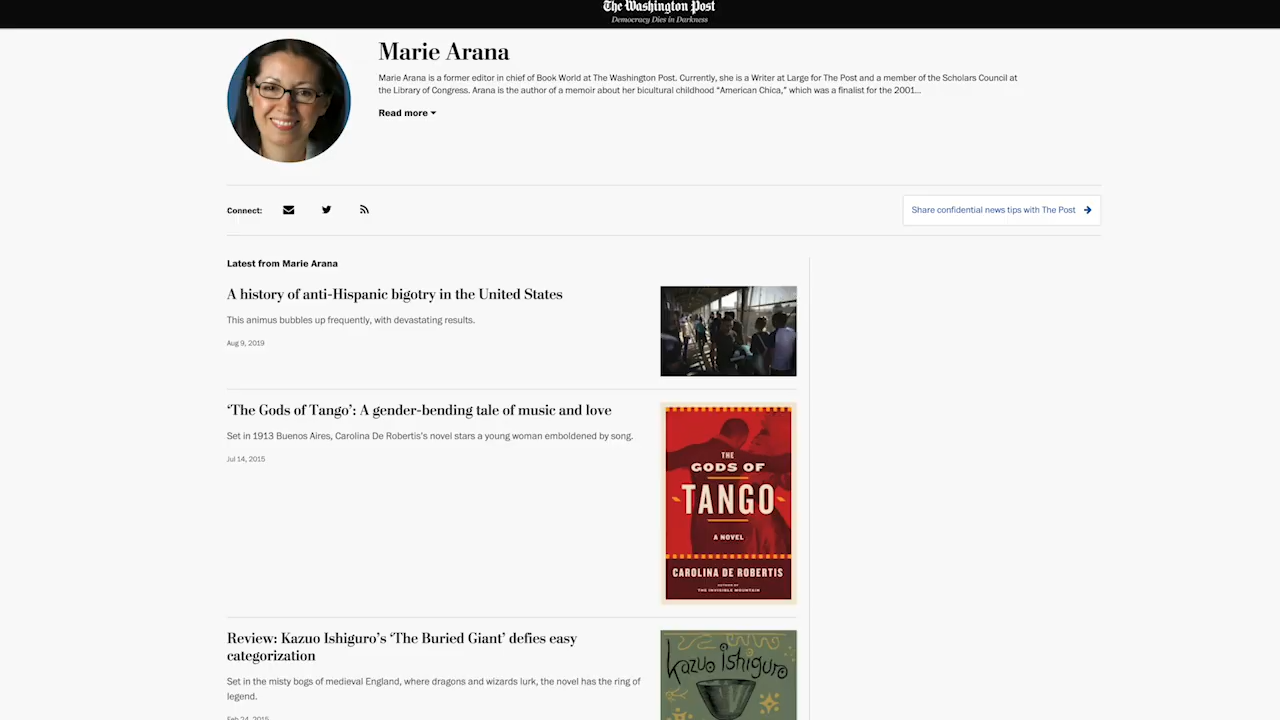 The Washington Post
Democracy Dies in Darkness
Marie Arana
Marie Arana is a former editor in chief of Book World at The Washington Post. Currently, she is a Writer at Large for The Post and a member of the Scholars Council at
the Library of Congress. Arana is the author of a memoir about her bicultural childhood “American Chica,” which was a finalist for the 2001...
Read more
Connect:
Share confidential news tips with The Post
Latest from Marie Arana
A history of anti-Hispanic bigotry in the United States
This animus bubbles up frequently, with devastating results.
Aug 9, 2019
‘The Gods of Tango’: A gender-bending tale of music and love
Set in 1913 Buenos Aires, Carolina De Robertis’s novel stars a young woman emboldened by song.
Jul 14, 2015
THE
GODS OF
TANGO
A NOVEL
CAROLINA DE ROBERTIS
AUTHOR OF
THE INVISIBLE MOUNTAIN
Review: Kazuo Ishiguro’s ‘The Buried Giant’ defies easy
categorization
Set in the misty bogs of medieval England, where dragons and wizards lurk, the novel has the ring of
legend.
Feb 24, 2015
Kazuo Ishiguro